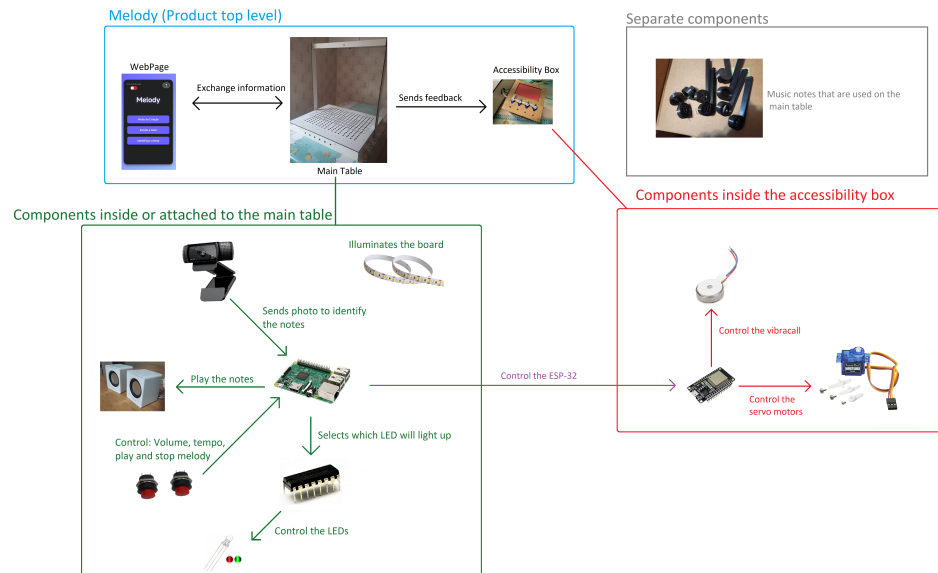 Melody (Product top level)
Separate components
WebPage
Melody
Exchange information
Sends feedback
Accessibility Box
Main Table
Music notes that are used on the
main table
Components inside or attached to the main table
Components inside the accessibility box
Illuminates the board
Sends photo to identify
the notes
Play the notes
Control the ESP-32
Control the vibracall
Control the
servo motors
Control: Volume, tempo,
play and stop melody
Selects which LED will light up
Control the LEDs